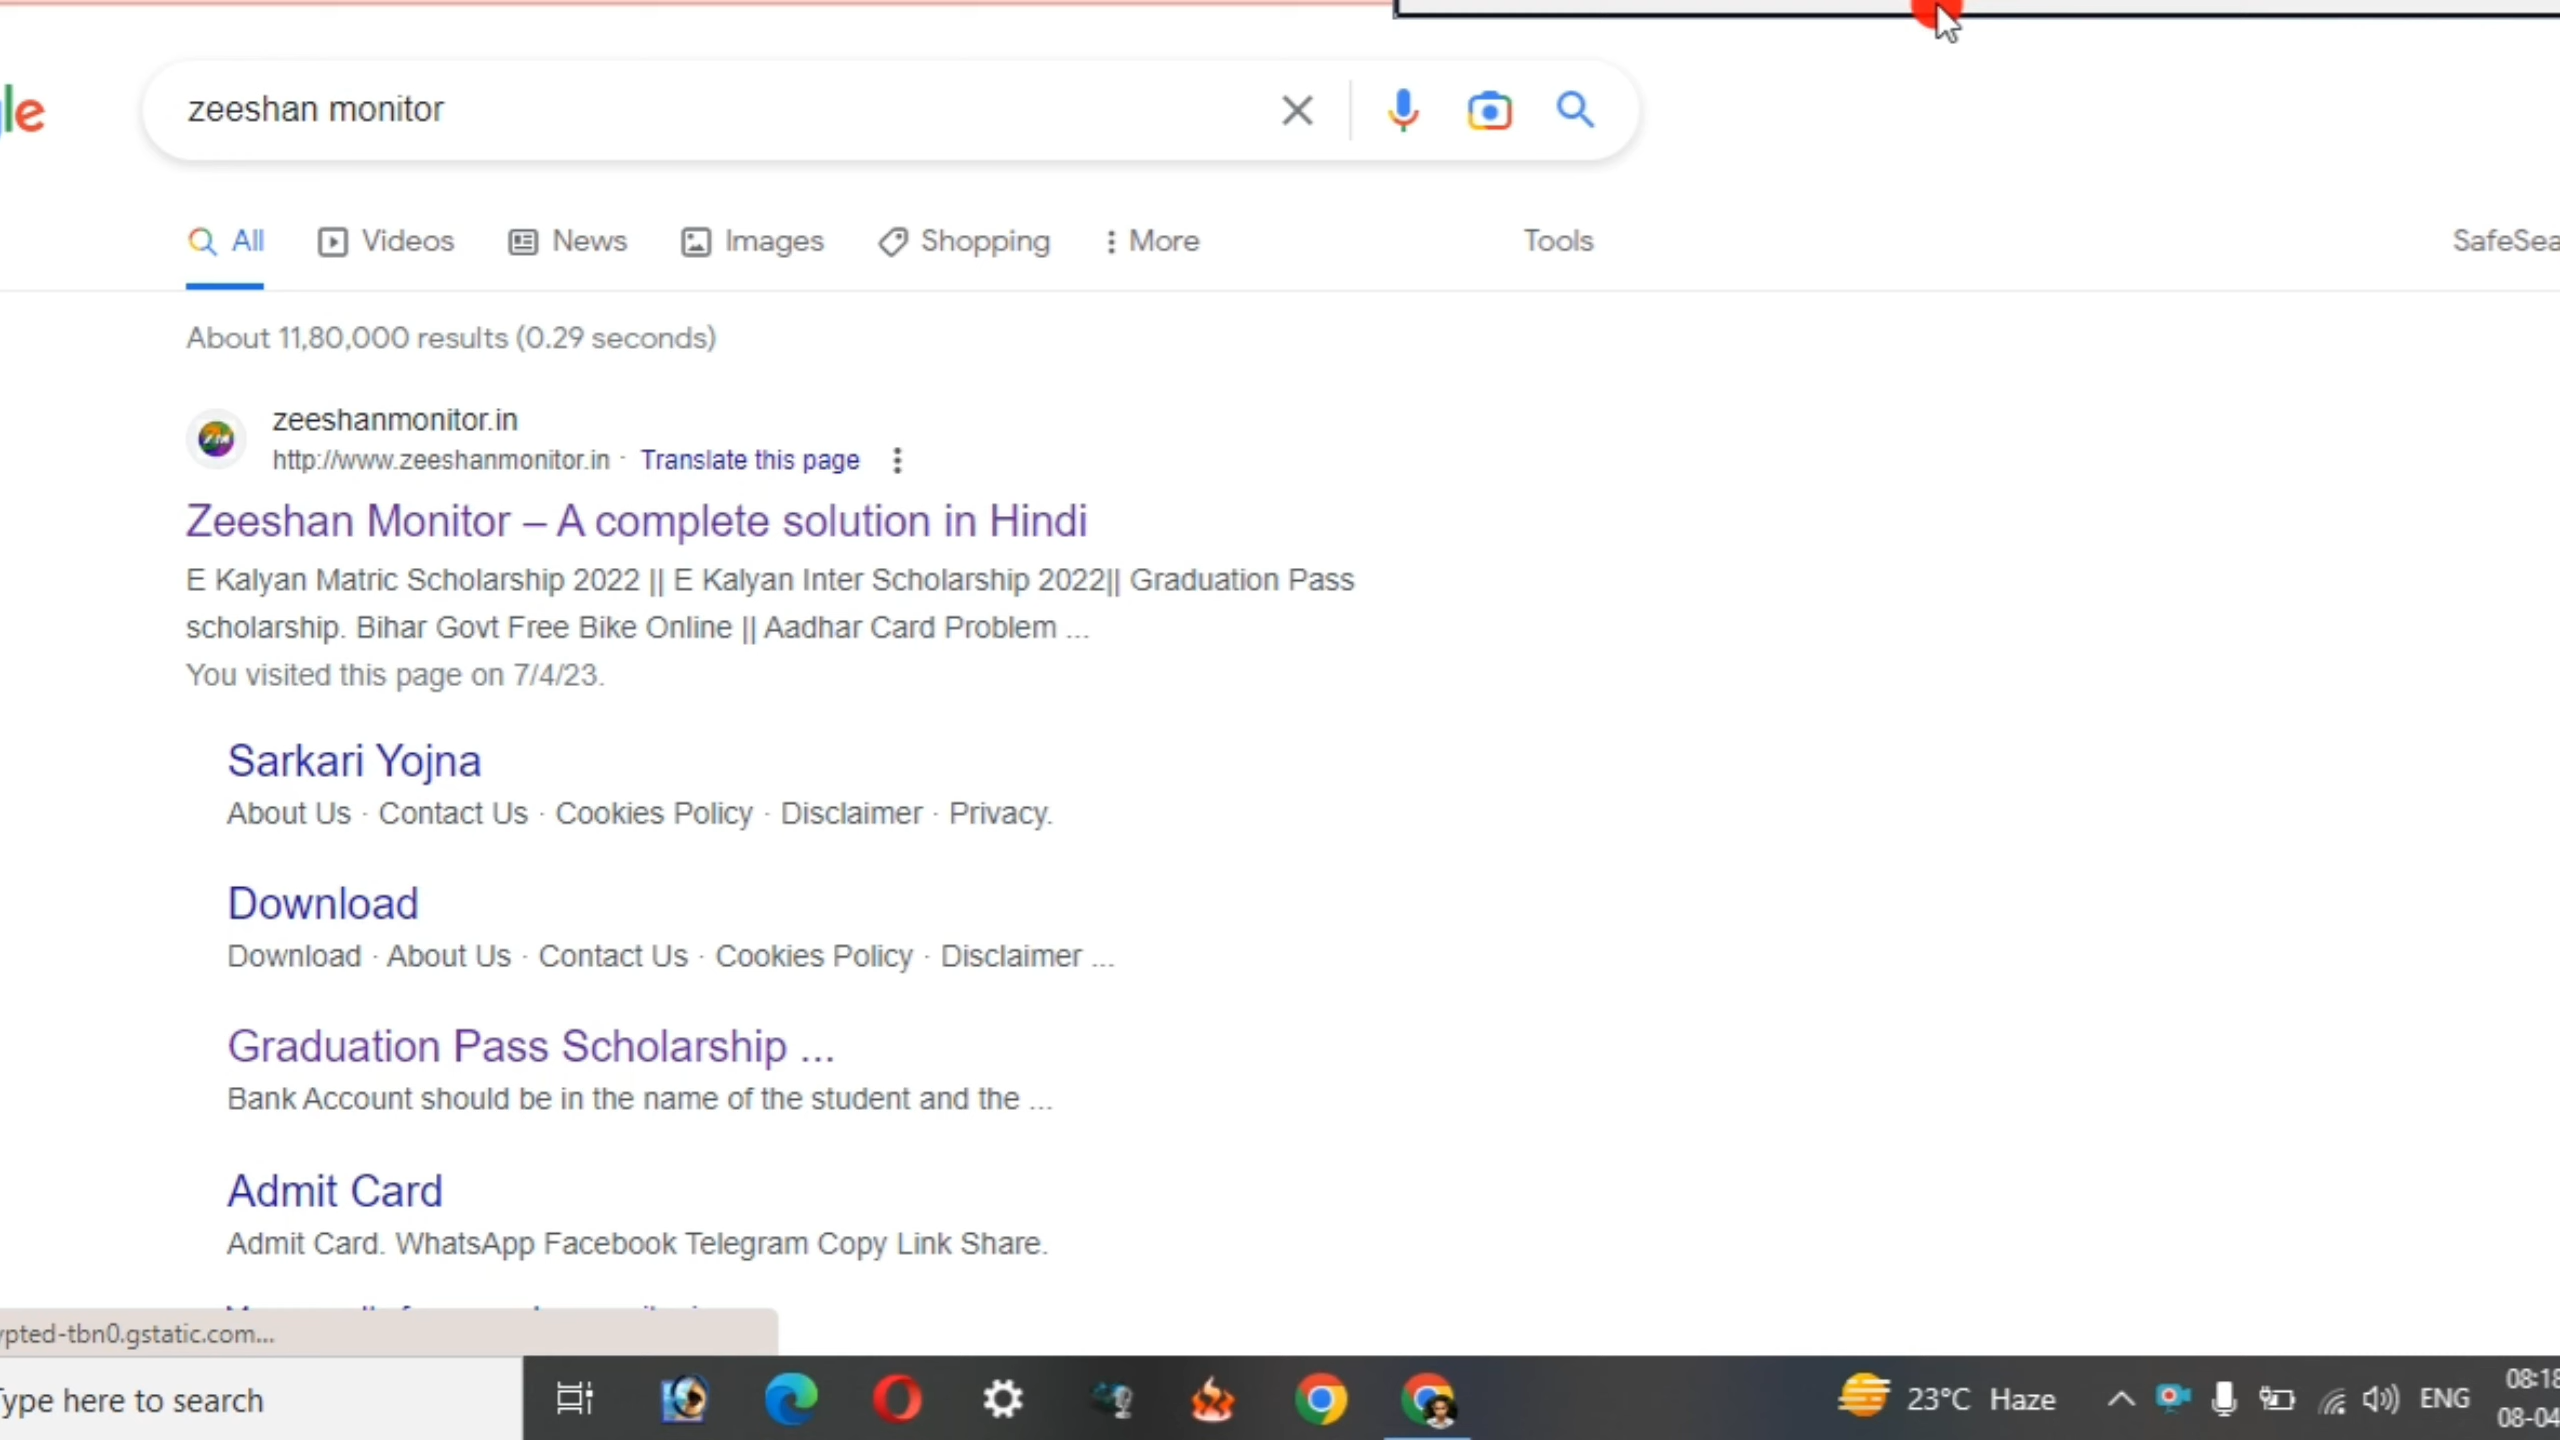 le
zeeshan monitor
All Videos News Images Shopping More Tools SafeSea
About 11,80,000 results (0.29 seconds)
zeeshanmonitor.in
http://www.zeeshanmonitor.in · Translate this page
Zeeshan Monitor – A complete solution in Hindi
E Kalyan Matric Scholarship 2022 || E Kalyan Inter Scholarship 2022|| Graduation Pass
scholarship. Bihar Govt Free Bike Online || Aadhar Card Problem ...
You visited this page on 7/4/23.
Sarkari Yojna
About Us · Contact Us · Cookies Policy · Disclaimer · Privacy.
Download
Download · About Us · Contact Us · Cookies Policy · Disclaimer ...
Graduation Pass Scholarship ...
Bank Account should be in the name of the student and the ...
Admit Card
Admit Card. WhatsApp Facebook Telegram Copy Link Share.
ypted-tbn0.gstatic.com...
Type here to search
23°C Haze
ENG
08:18
08-04